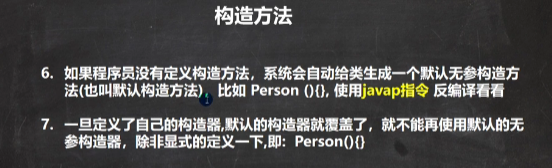 构造方法
6. 如果程序员没有定义构造方法，系统会自动给类生成一个默认无参构造方
法(也叫默认构造方法)，比如 Person (){}, 使用javap指令 反编译看看
7. 一旦定义了自己的构造器,默认的构造器就覆盖了，就不能再使用默认的无
参构造器，除非显式的定义一下,即: Person(){}